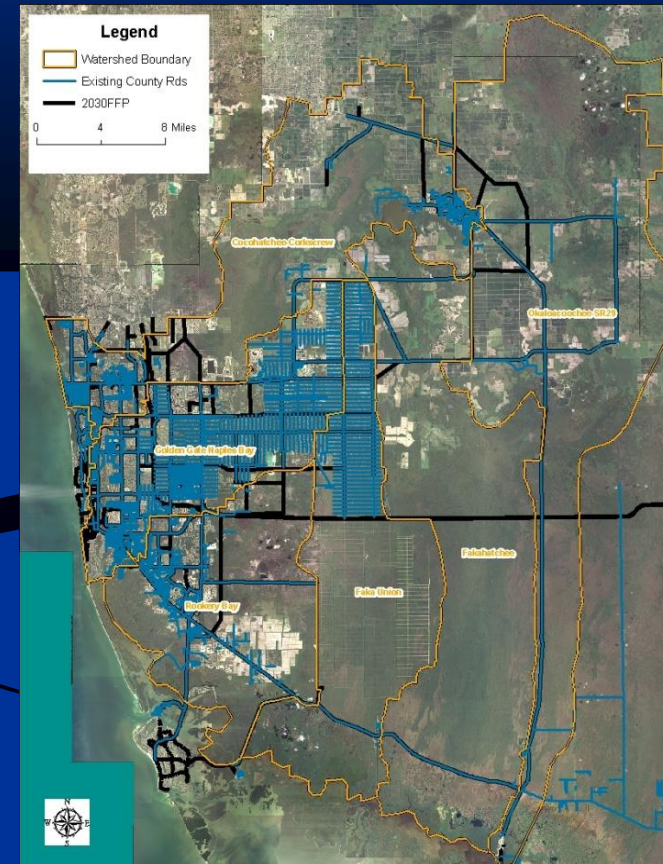 Legend
Watershed Boundary
Existing County Rds
2030FFP
0 4 8 Miles
Cocohatchee Corkscrew
Okaloacoochee SR29
Golden Gate Naples Bay
Fakahatchee
Faka Union
Rookery Bay
N
W E
S